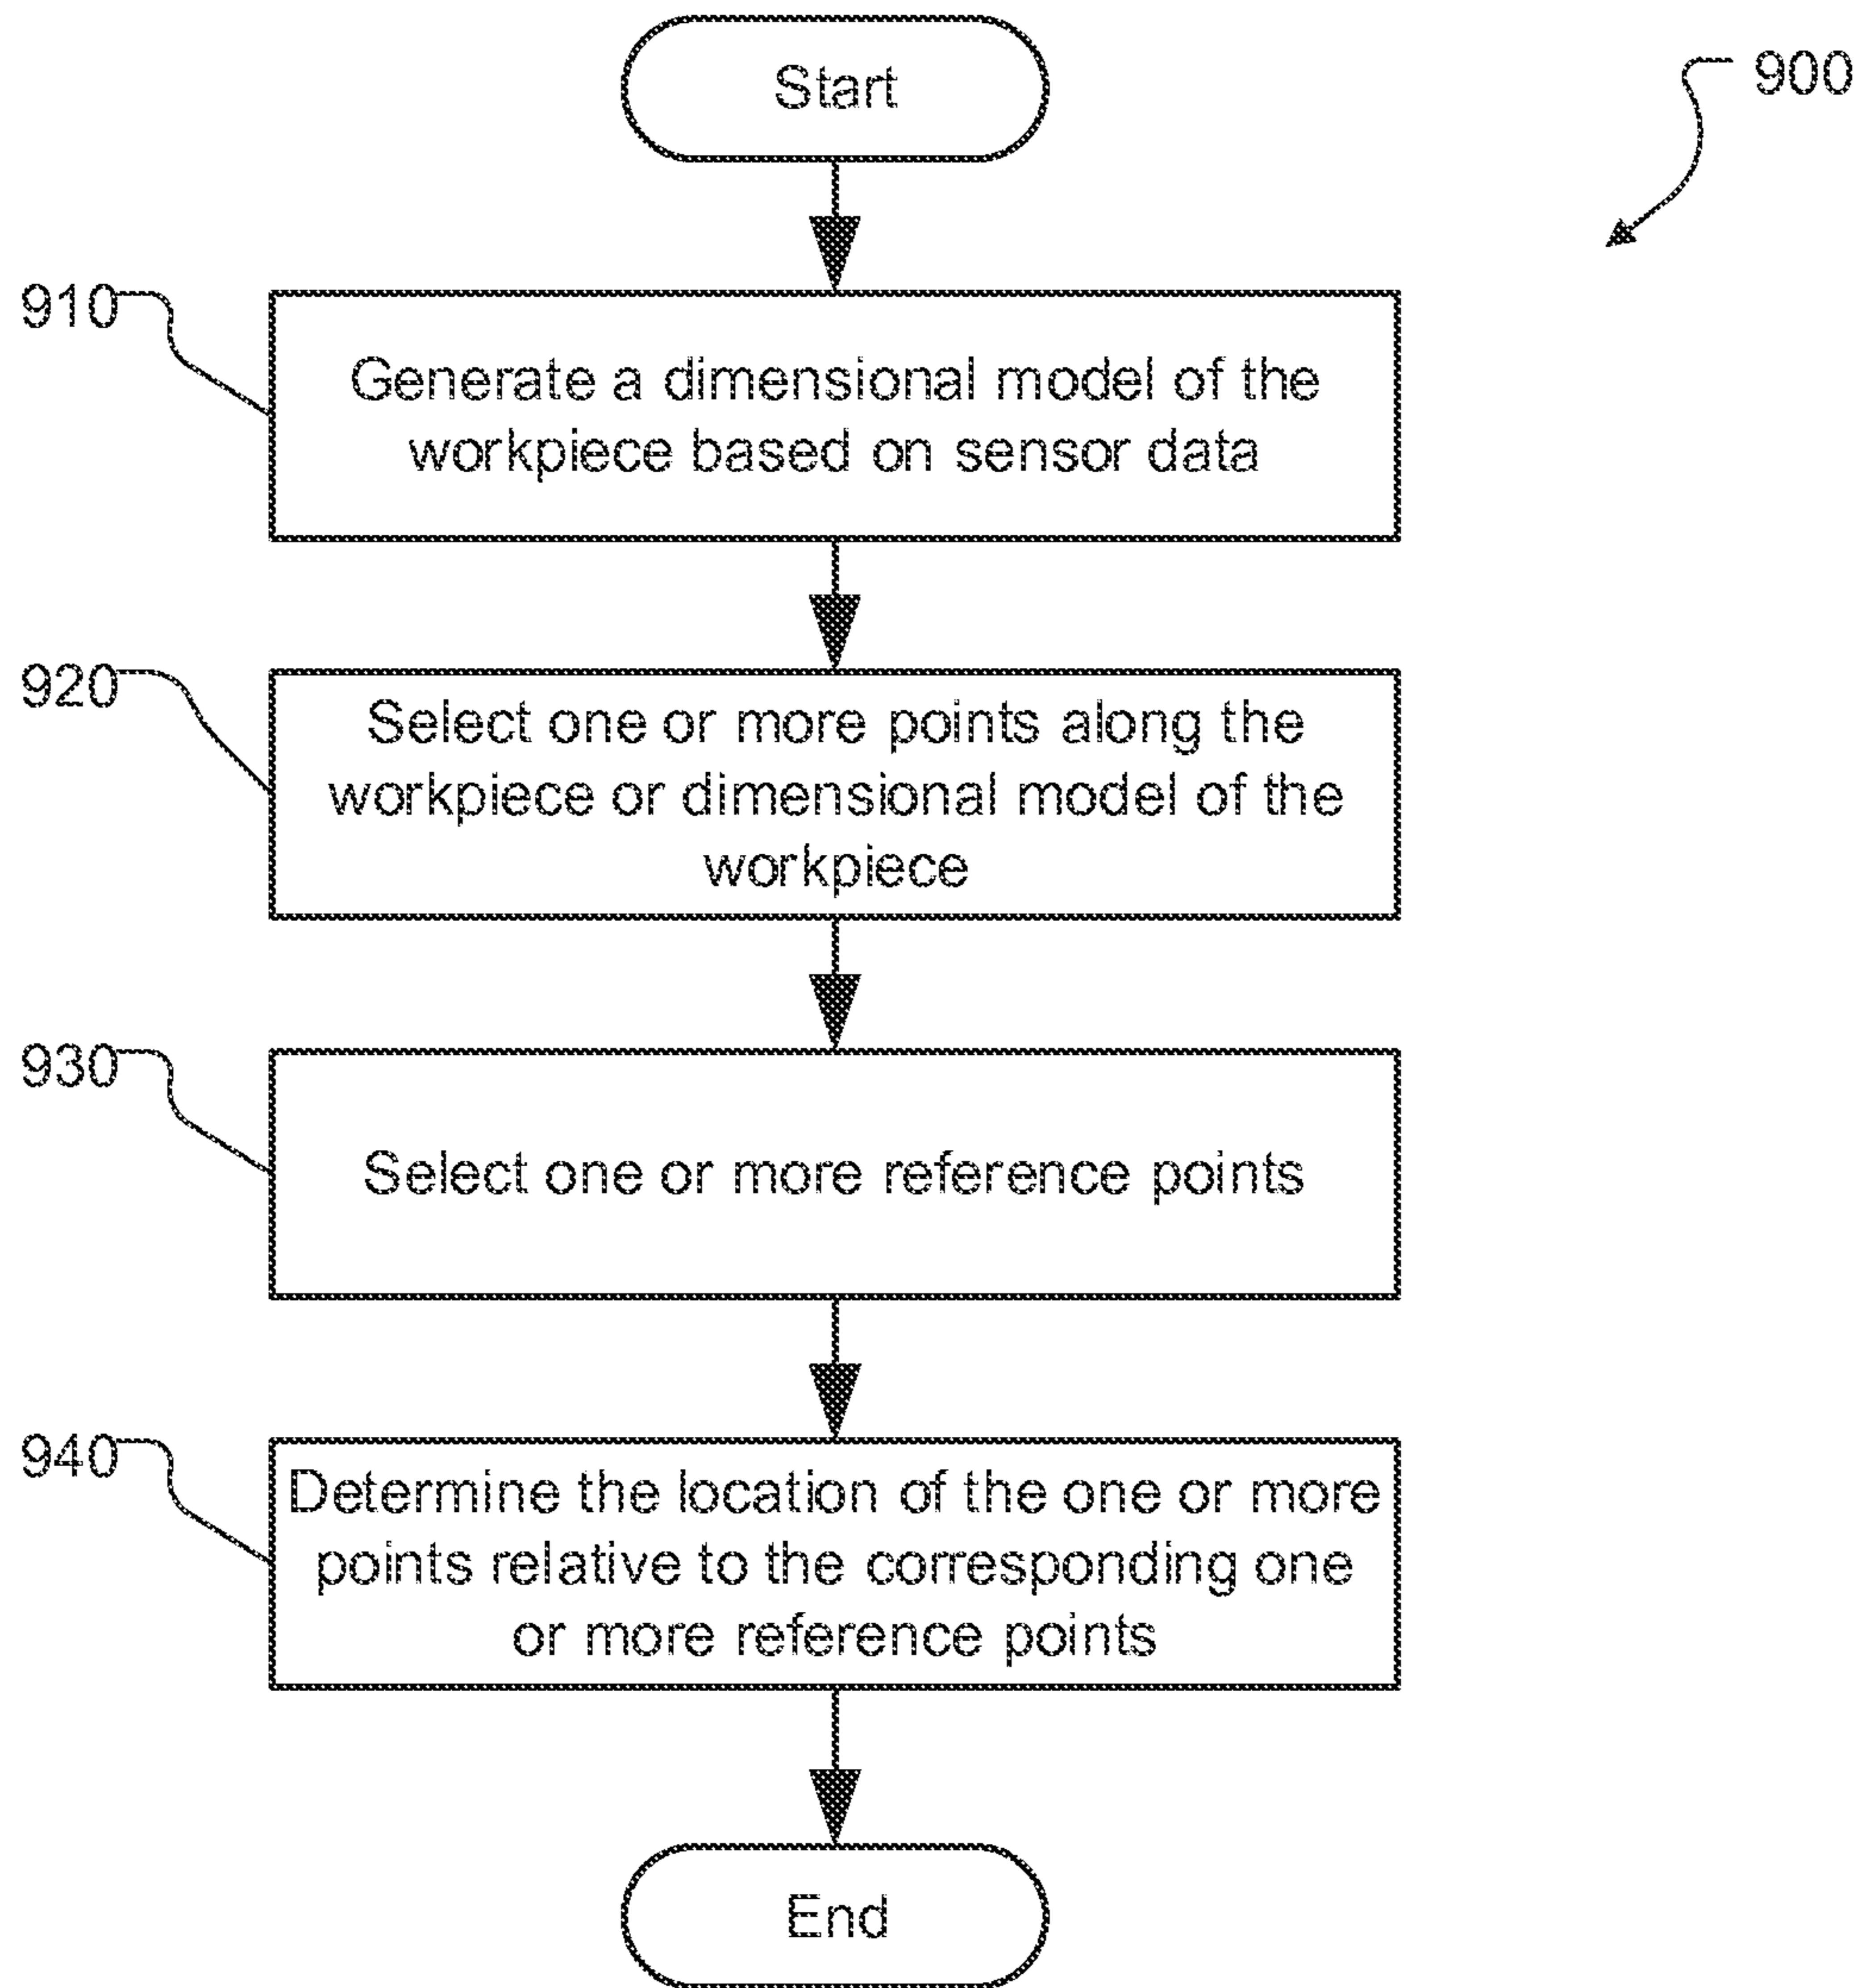 Start
900
910
Generate a dimensional model of the
workpiece based on sensor data
920
Select one or more points along the
workpiece or dimensional model of the
workpiece
930
Select one or more reference points
940
Determine the location of the one or more
points relative to the corresponding one
or more reference points
End